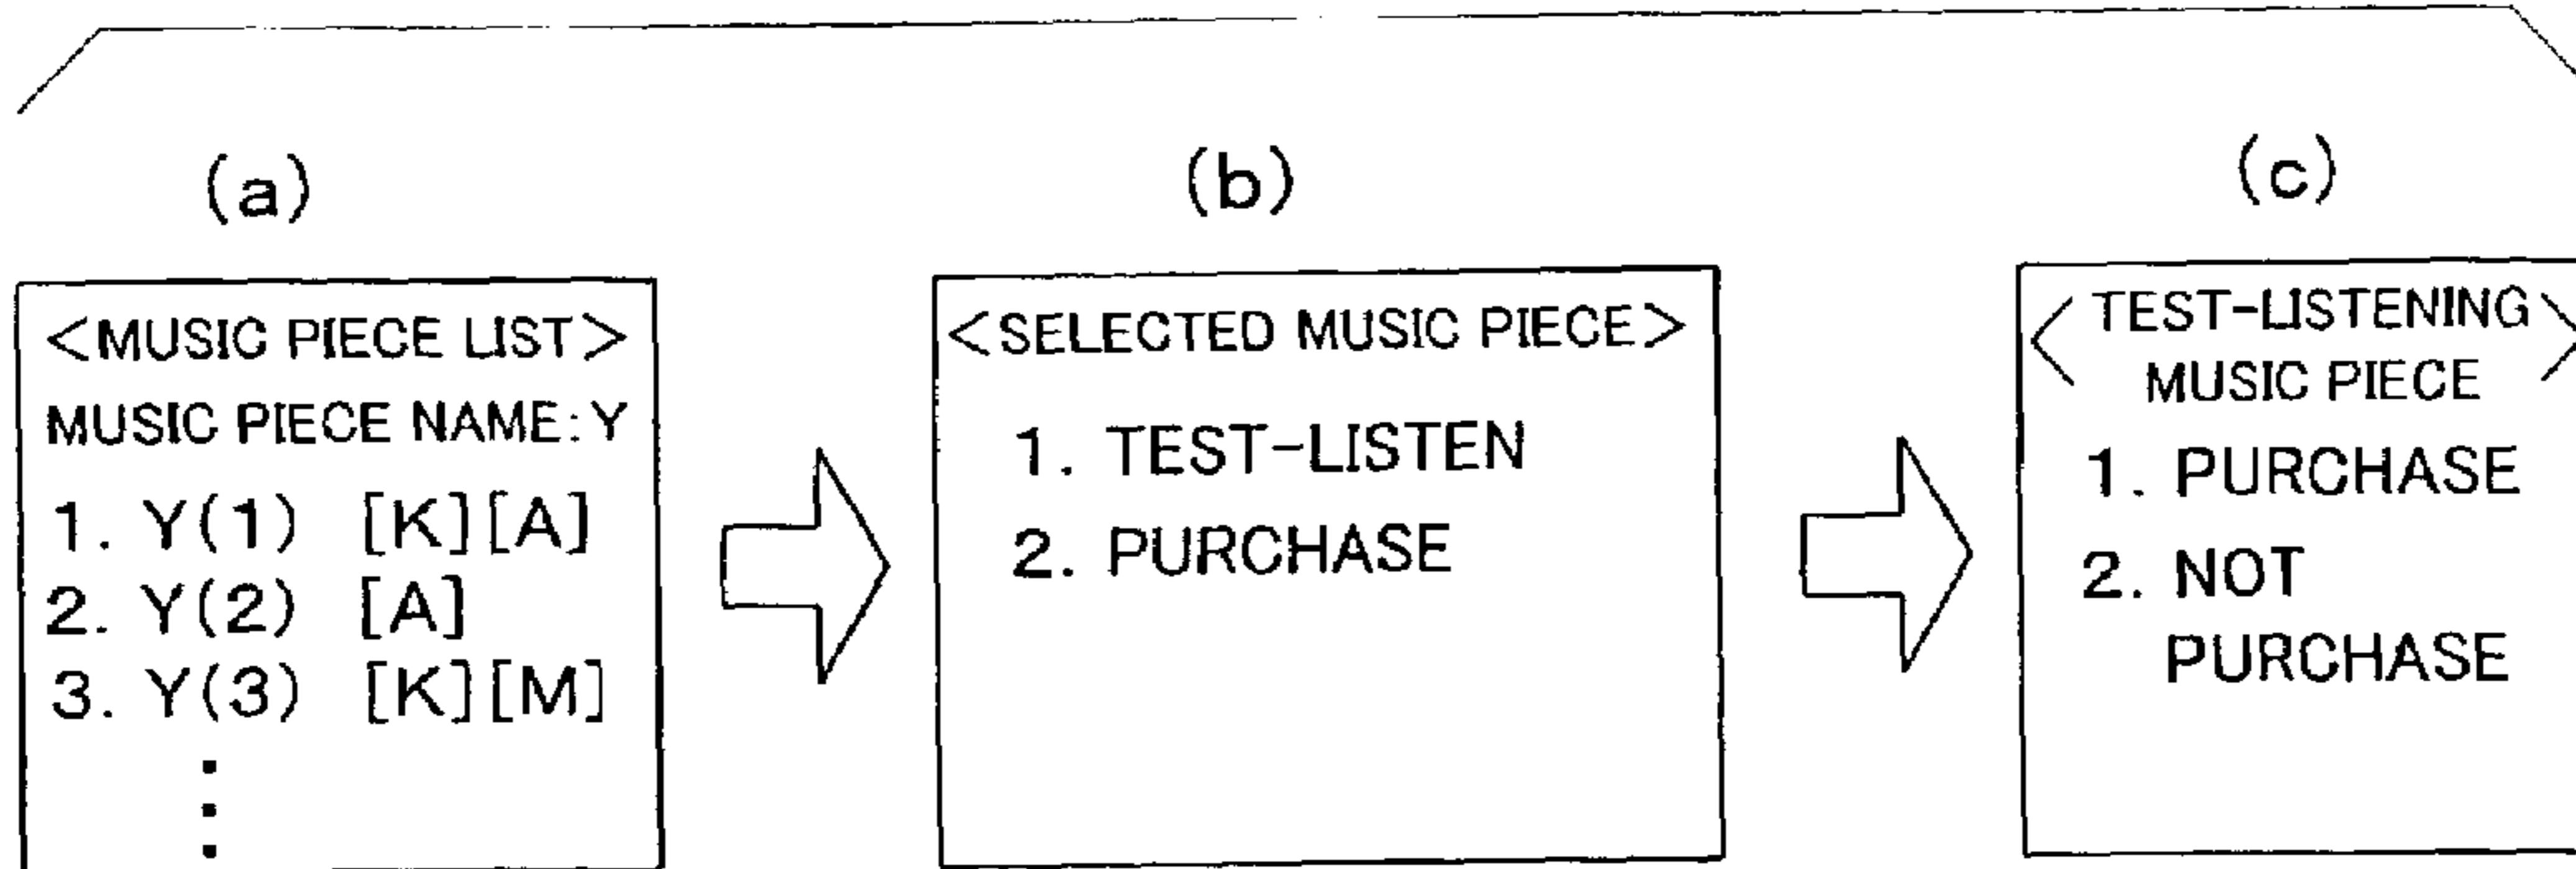 (a)
<MUSIC PIECE LIST>
MUSIC PIECE NAME:Y
1. Y(1) [K][A]
2. Y(2) [A]
3. Y(3) [K][M]
(b)
<SELECTED MUSIC PIECE>
1. TEST-LISTEN
2. PURCHASE
(c)
<TEST-LISTENING
MUSIC PIECE>
1. PURCHASE
2. NOT
PURCHASE